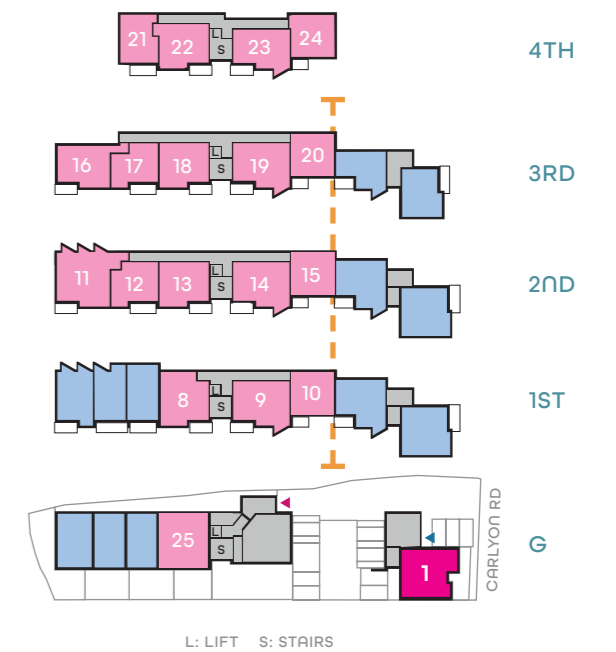 21 22 L S 23 24 4TH
16 17 18 L S 19 20 3RD
11 12 13 L S 14 15 2ND
8 L S 9 10 1ST
25 L S 1 CARLYON RD G
L: LIFT S: STAIRS